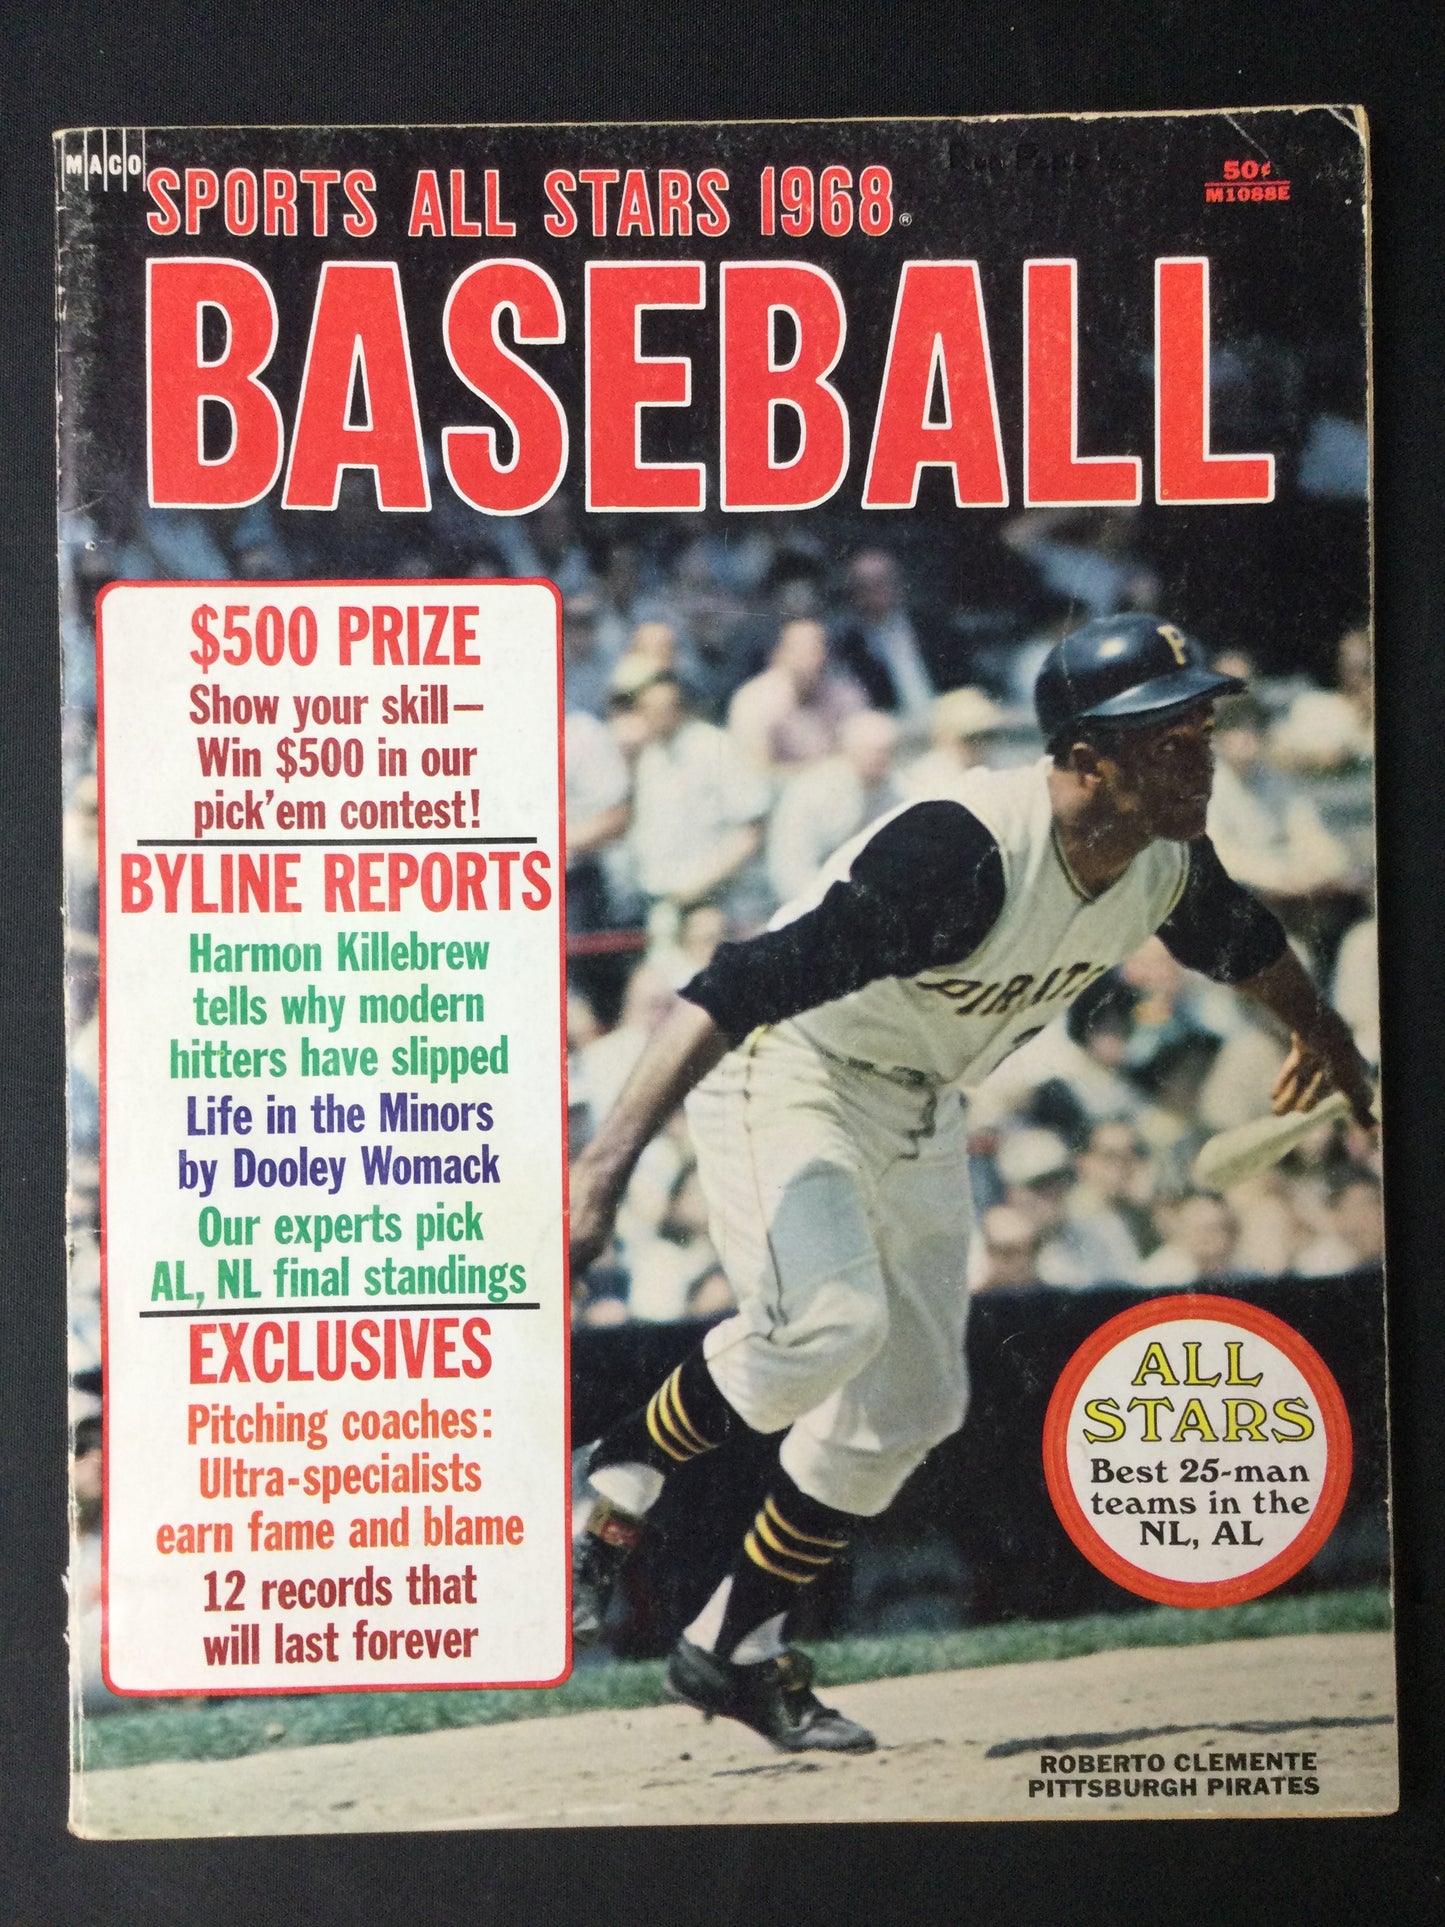 MACO
SPORTS ALL STARS 1968®
50¢
M1088E
BASEBALL
$500 PRIZE
Show your skill—
Win $500 in our
pick'em contest!
BYLINE REPORTS
Harmon Killebrew
tells why modern
hitters have slipped
Life in the Minors
by Dooley Womack
Our experts pick
AL, NL final standings
EXCLUSIVES
Pitching coaches:
Ultra-specialists
earn fame and blame
12 records that
will last forever
P
PIRATES
ALL
STARS
Best 25-man
teams in the
NL, AL
ROBERTO CLEMENTE
PITTSBURGH PIRATES